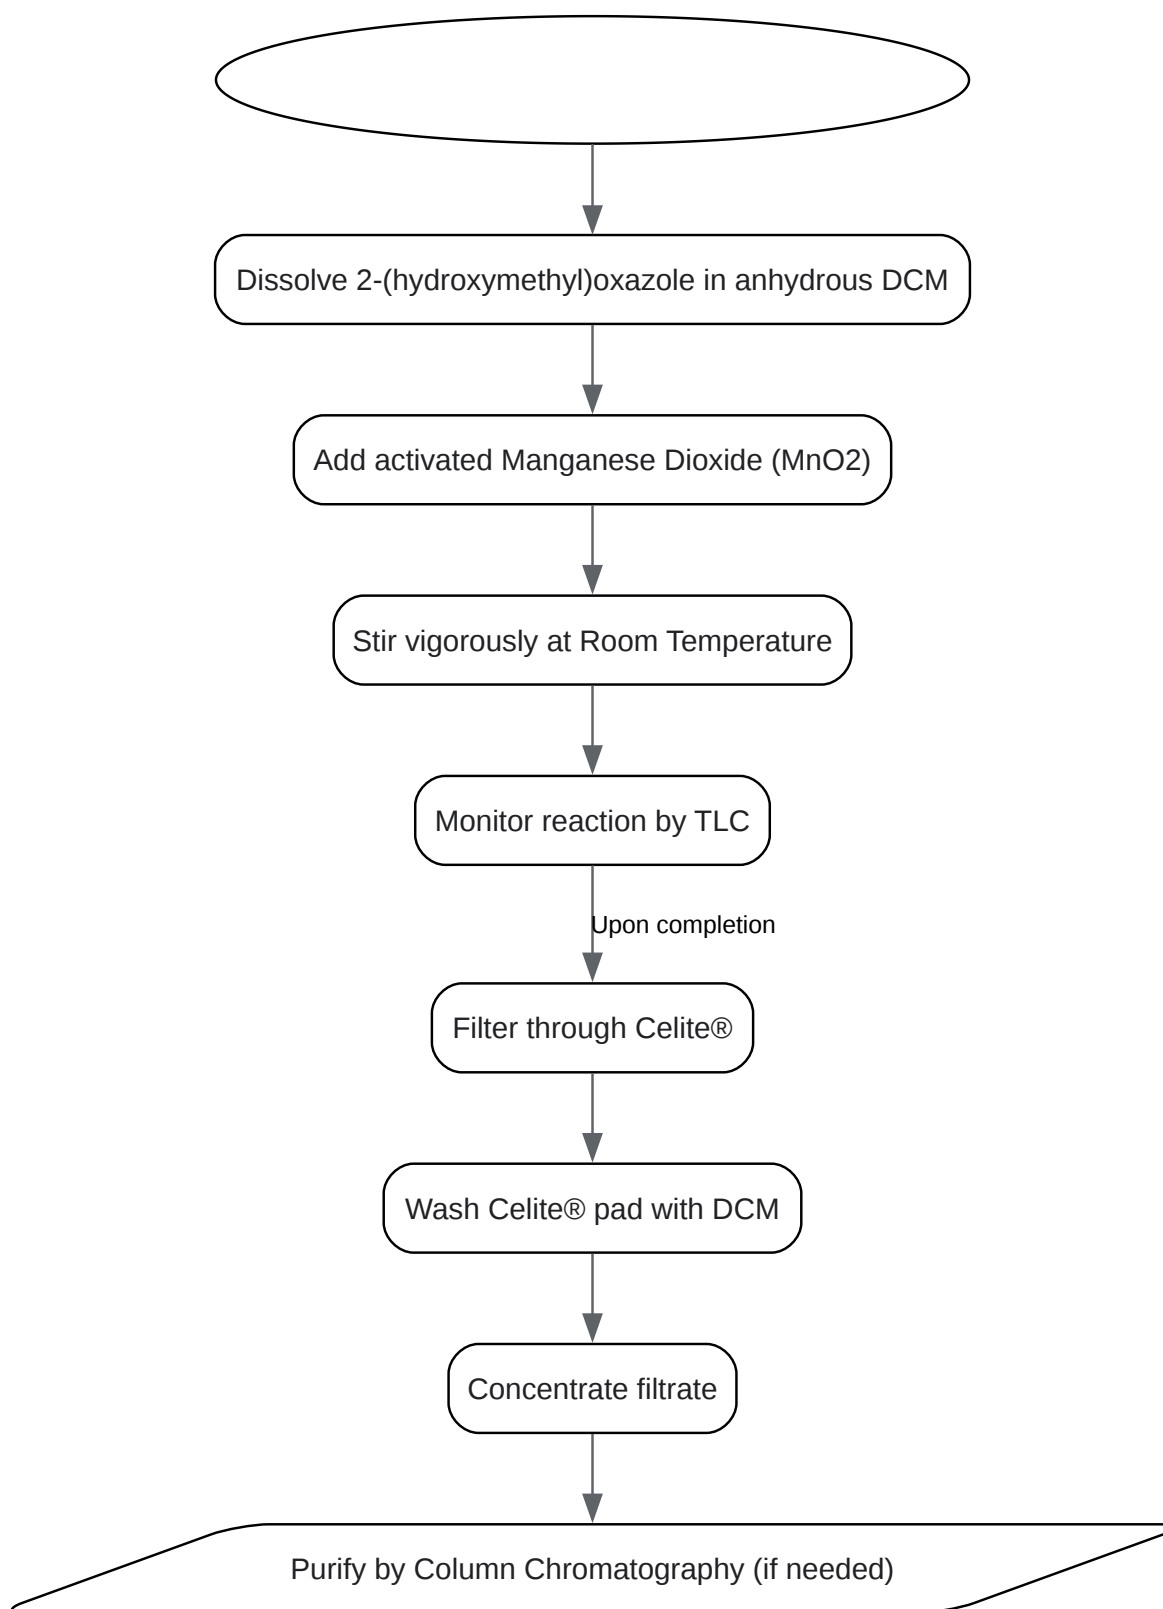 Dissolve 2-(hydroxymethyl)oxazole in anhydrous DCM
Add activated Manganese Dioxide (MnO2)
Stir vigorously at Room Temperature
Monitor reaction by TLC
Upon completion
Filter through Celite®
Wash Celite® pad with DCM
Concentrate filtrate
Purify by Column Chromatography (if needed)